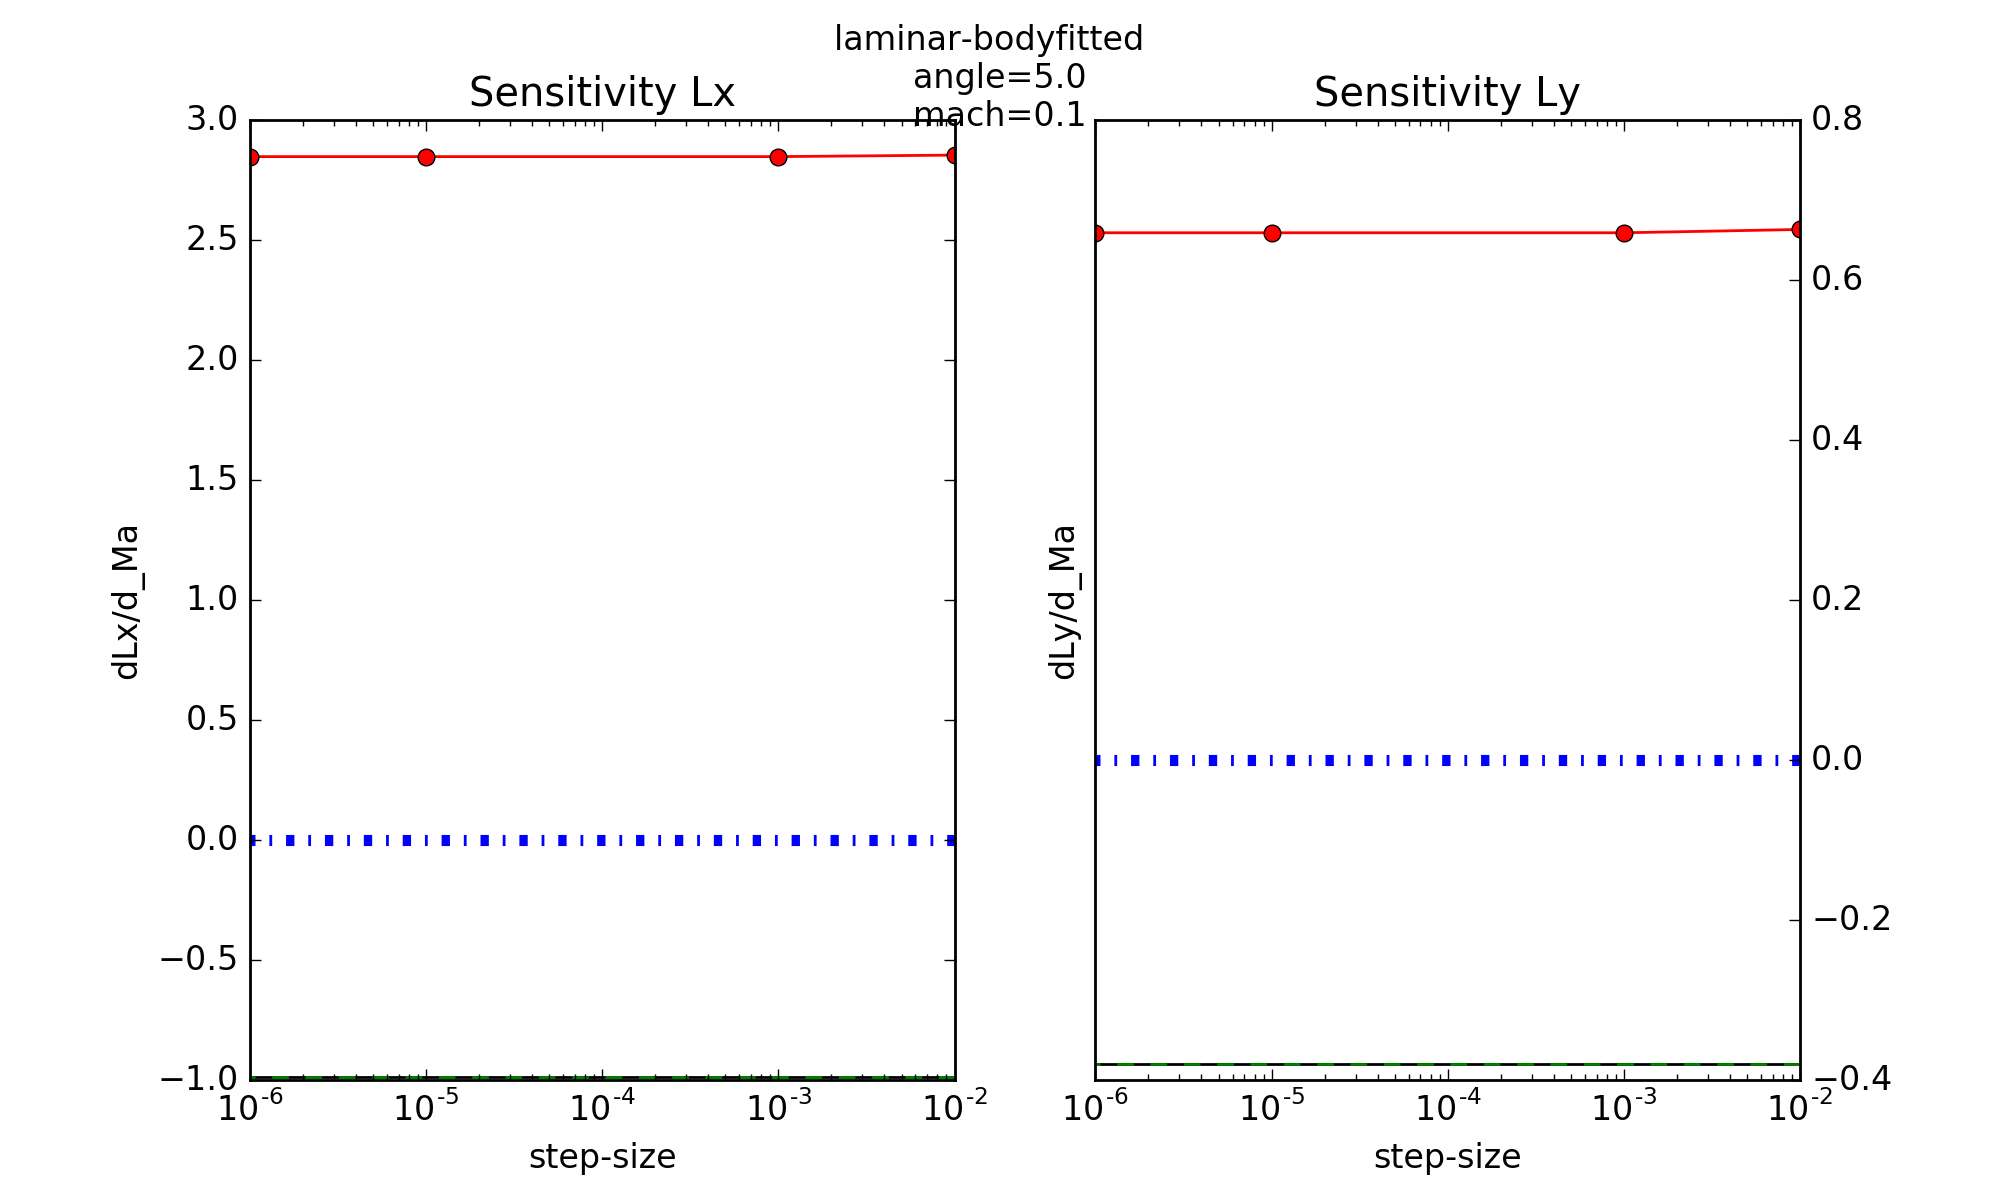 laminar-bodyfitted
angle=5.0
mach=0.1
Sensitivity Lx
3.0
2.5
2.0
1.5
1.0
0.5
0.0
−0.5
−1.0
dLx/d_Ma
10-6 10-5 10-4 10-3 10-2
step-size
Sensitivity Ly
0.8
0.6
0.4
0.2
0.0
−0.2
−0.4
dLy/d_Ma
10-6 10-5 10-4 10-3 10-2
step-size